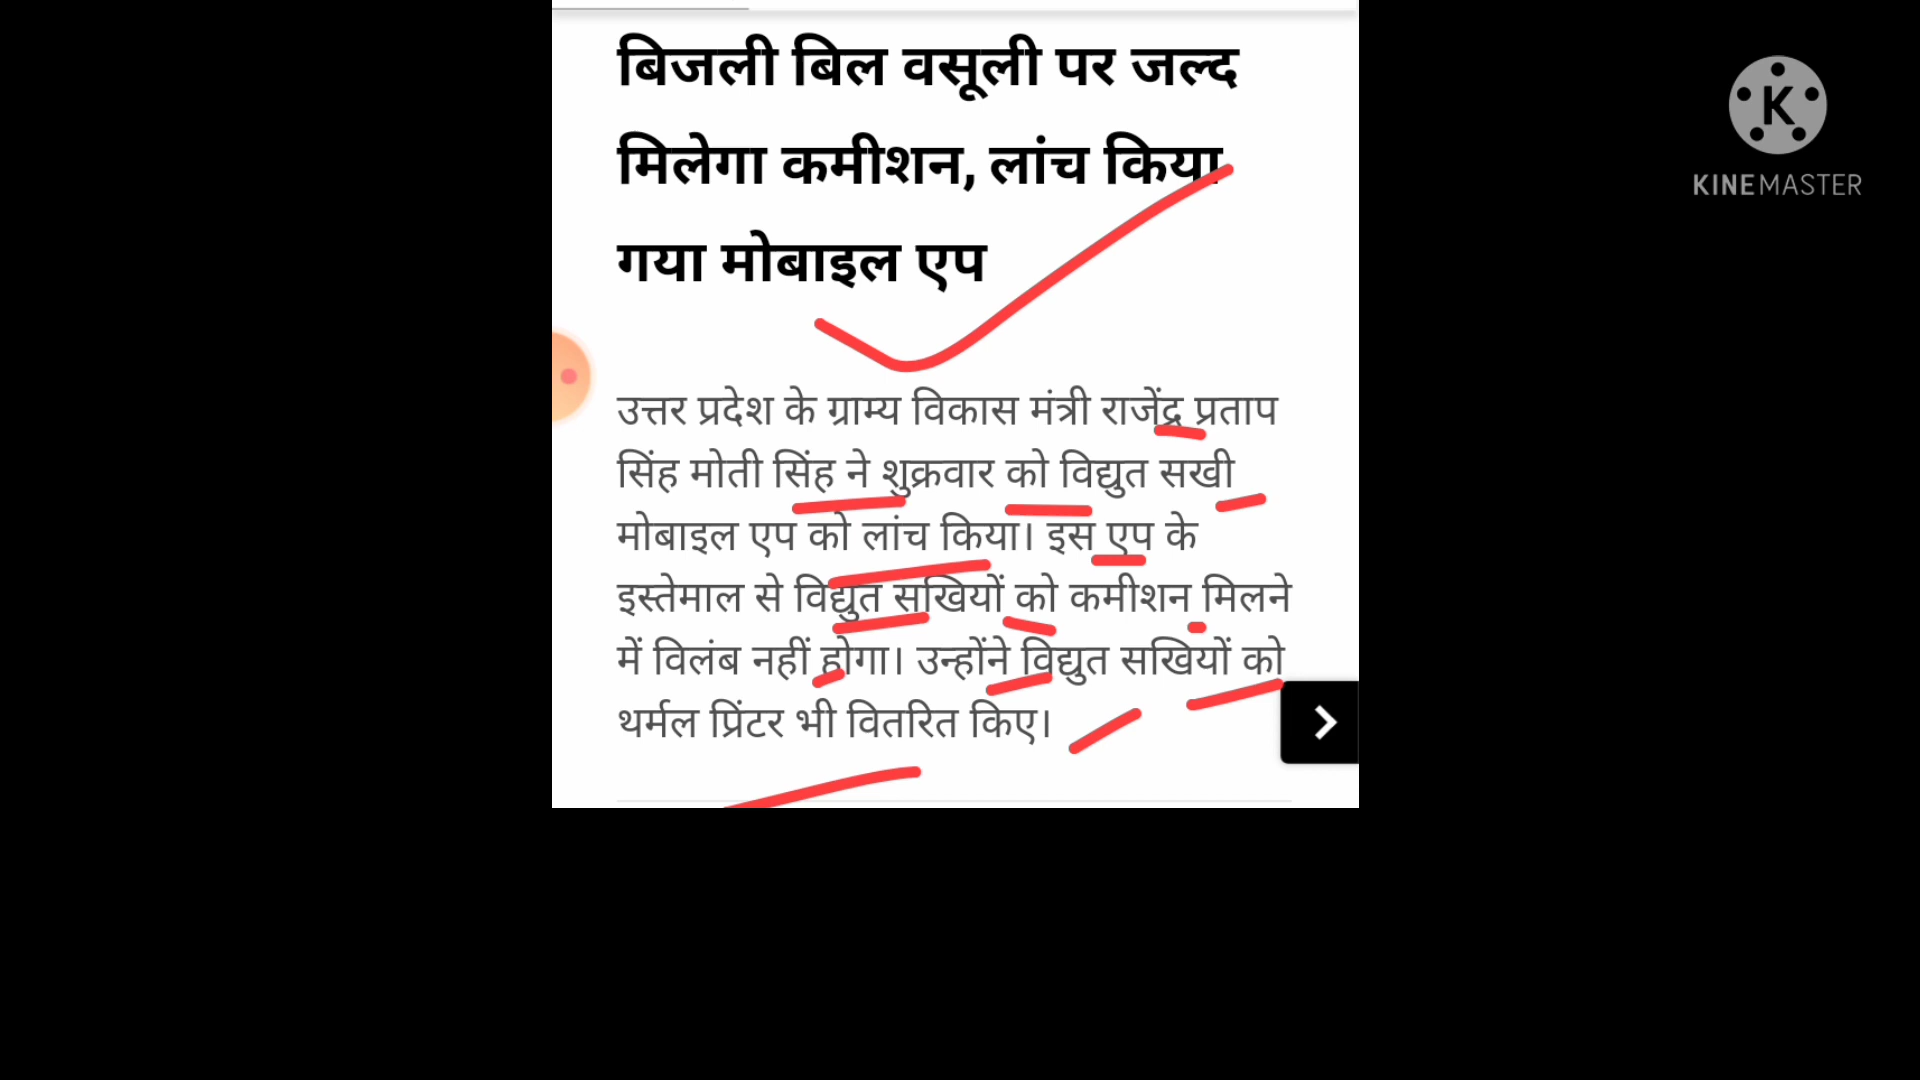 बिजली बिल वसूली पर जल्द
मिलेगा कमीशन, लांच किया
गया मोबाइल एप
उत्तर प्रदेश के ग्राम्य विकास मंत्री राजेंद्र प्रताप
सिंह मोती सिंह ने शुक्रवार को विद्युत सखी
मोबाइल एप को लांच किया। इस एप के
इस्तेमाल से विद्युत सखियों को कमीशन मिलने
में विलंब नहीं होगा। उन्होंने विद्युत सखियों को
थर्मल प्रिंटर भी वितरित किए।
K
KINEMASTER